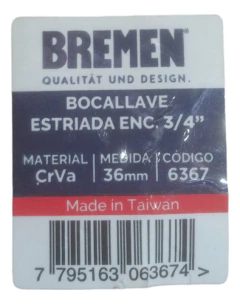 BREMEN®
QUALITÄT UND DESIGN.
BOCALLAVE
ESTRIADA ENC. 3/4"
MATERIAL | MEDIDA | CÓDIGO
CrVa | 36mm | 6367
Made in Taiwan
7 795163 063674 >